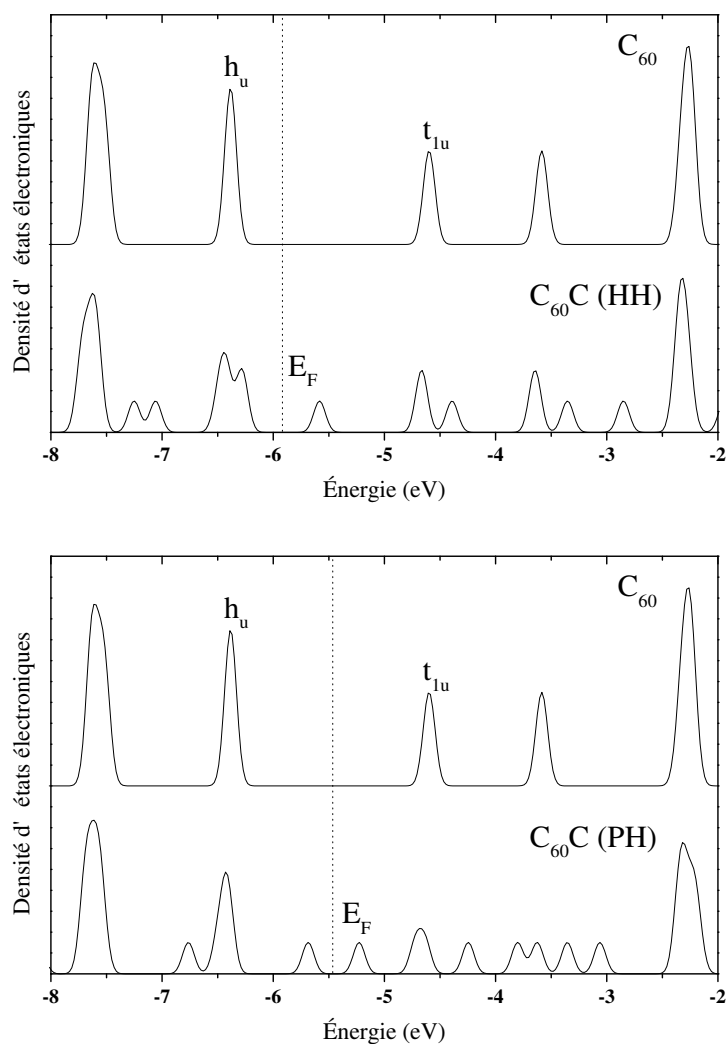 C60
hu
t1u
C60C (HH)
EF
Densité d' états électroniques
-8 -7 -6 -5 -4 -3 -2
Énergie (eV)
C60
hu
t1u
C60C (PH)
EF
Densité d' états électroniques
-8 -7 -6 -5 -4 -3 -2
Énergie (eV)